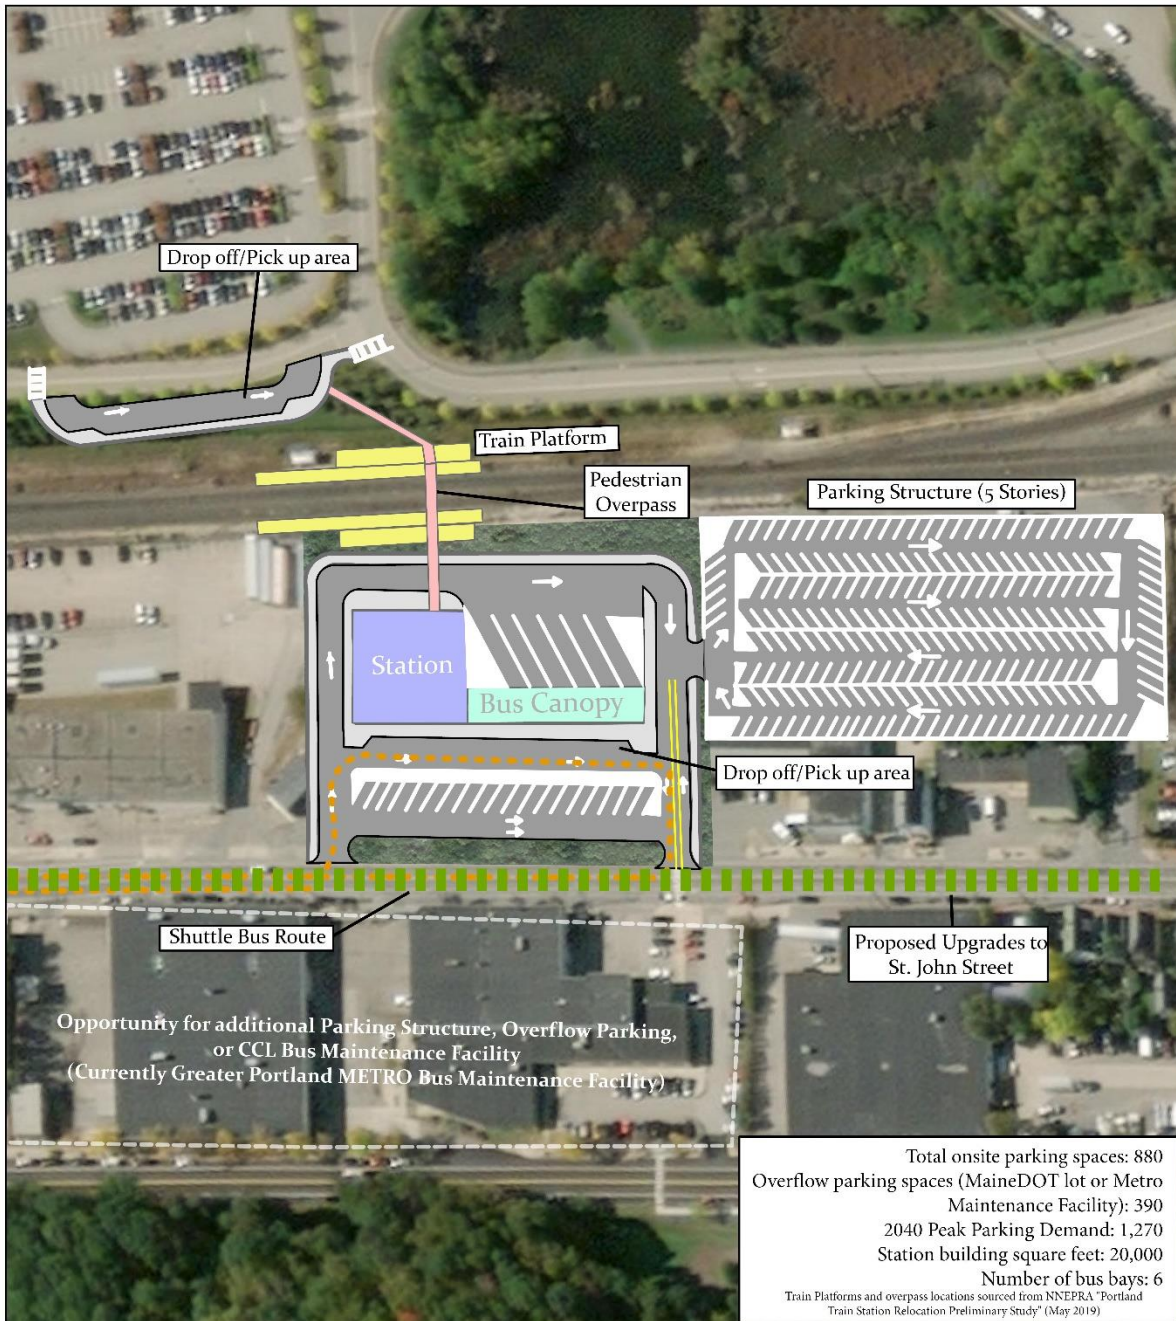 Drop off/Pick up area
Train Platform
Pedestrian
Overpass
Parking Structure (5 Stories)
Station
Bus Canopy
Drop off/Pick up area
Shuttle Bus Route
Proposed Upgrades to
St. John Street
Opportunity for additional Parking Structure, Overflow Parking,
or CCL Bus Maintenance Facility
(Currently Greater Portland METRO Bus Maintenance Facility)
Total onsite parking spaces: 880
Overflow parking spaces (MaineDOT lot or Metro
Maintenance Facility): 390
2040 Peak Parking Demand: 1,270
Station building square feet: 20,000
Number of bus bays: 6
Train Platforms and overpass locations sourced from NNEPRA "Portland
Train Station Relocation Preliminary Study" (May 2019)